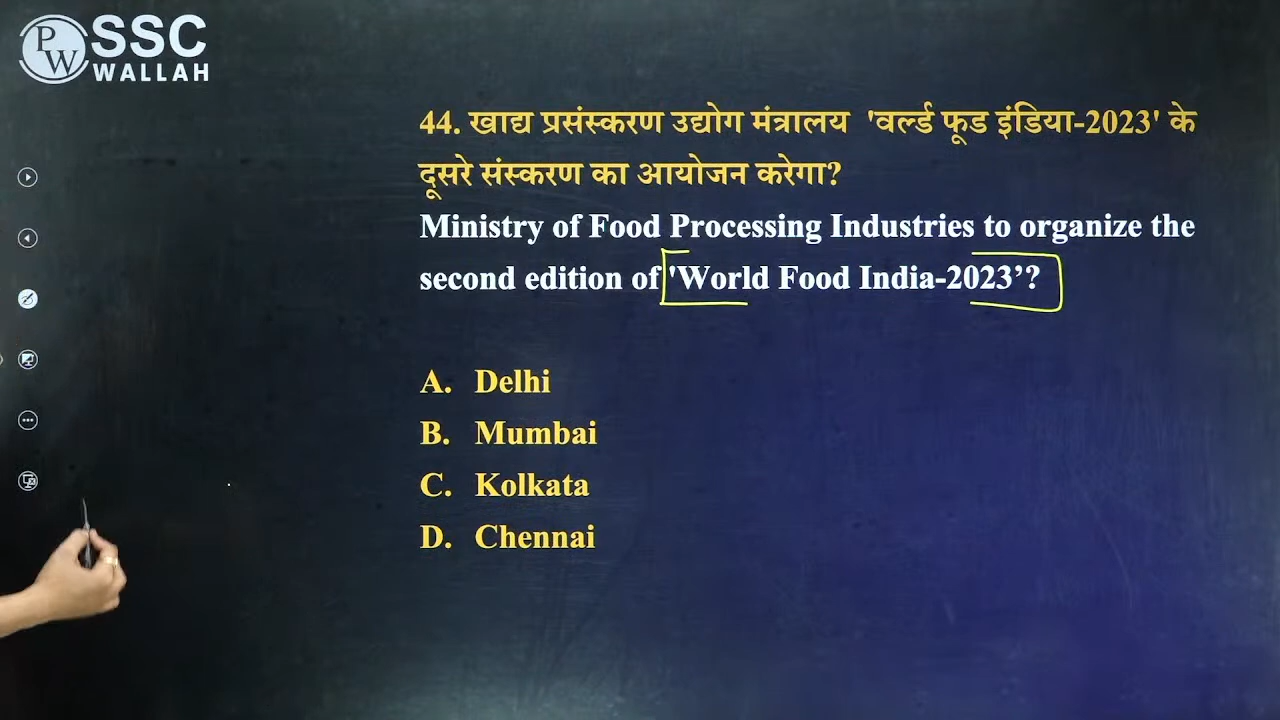 PW SSC
WALLAH
44. खाद्य प्रसंस्करण उद्योग मंत्रालय 'वर्ल्ड फूड इंडिया-2023' के
दूसरे संस्करण का आयोजन करेगा?
Ministry of Food Processing Industries to organize the
second edition of 'World Food India-2023’?
A. Delhi
B. Mumbai
C. Kolkata
D. Chennai